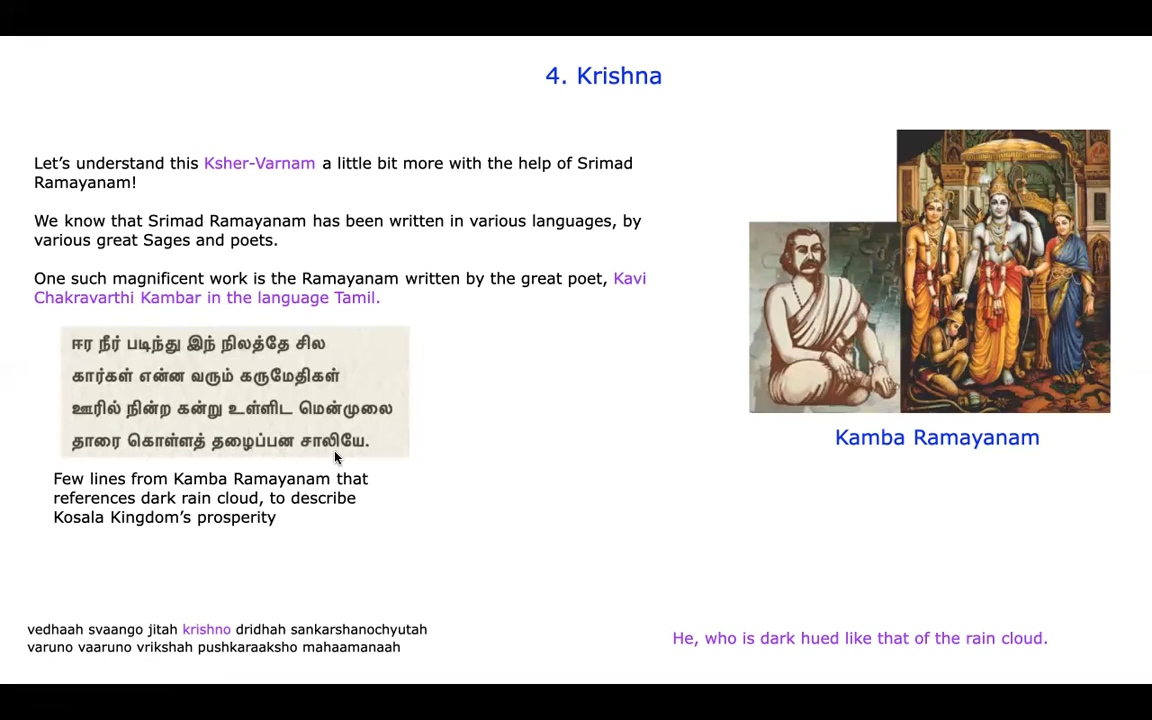 4. Krishna
Let’s understand this Ksher-Varnam a little bit more with the help of Srimad
Ramayanam!
We know that Srimad Ramayanam has been written in various languages, by
various great Sages and poets.
One such magnificent work is the Ramayanam written by the great poet, Kavi
Chakravarthi Kambar in the language Tamil.
ஈர நீர் படிந்து இந் நிலத்தே சில
கார்கள் என்ன வரும் கருமேதிகள்
ஊரில் நின்ற கன்று உள்ளிட மென்முலை
தாரை கொள்ளத் தழைப்பன சாலியே.
Few lines from Kamba Ramayanam that
references dark rain cloud, to describe
Kosala Kingdom’s prosperity
Kamba Ramayanam
vedhaah svaango jitah krishno dridhah sankarshanochyutah
varuno vaaruno vrikshah pushkaraaksho mahaamanaah
He, who is dark hued like that of the rain cloud.